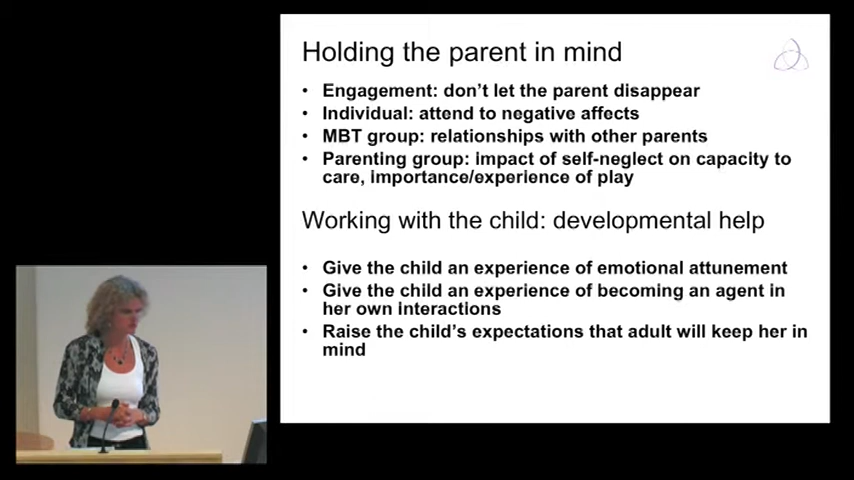 Holding the parent in mind
• Engagement: don't let the parent disappear
• Individual: attend to negative affects
• MBT group: relationships with other parents
• Parenting group: impact of self-neglect on capacity to
care, importance/experience of play
Working with the child: developmental help
• Give the child an experience of emotional attunement
• Give the child an experience of becoming an agent in
her own interactions
• Raise the child's expectations that adult will keep her in
mind